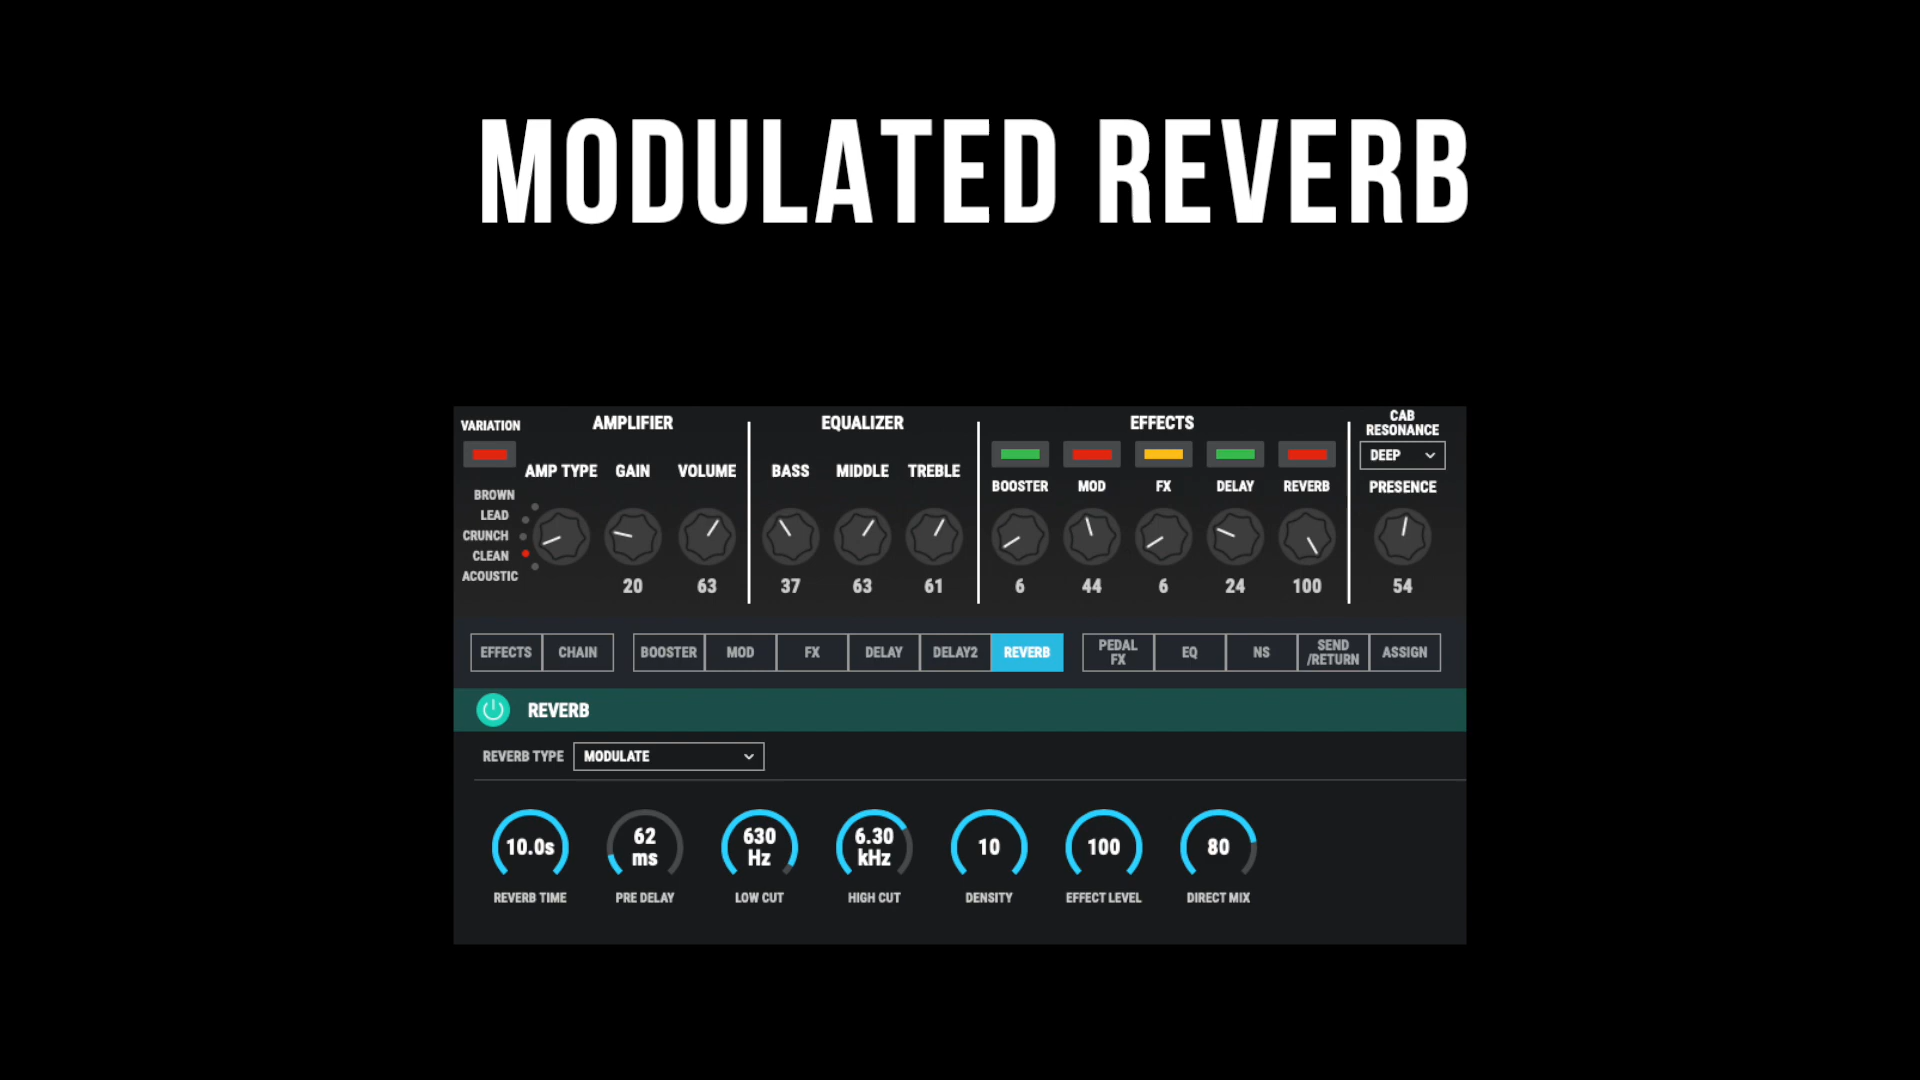 MODULATED REVERB
VARIATION
AMPLIFIER
EQUALIZER
EFFECTS
CAB
RESONANCE
DEEP
AMP TYPE GAIN VOLUME
BASS MIDDLE TREBLE
BOOSTER MOD FX DELAY REVERB
PRESENCE
BROWN
LEAD
CRUNCH
CLEAN
ACOUSTIC
20 63 37 63 61 6 44 6 24 100 54
EFFECTS CHAIN BOOSTER MOD FX DELAY DELAY2 REVERB PEDAL FX EQ NS SEND /RETURN ASSIGN
REVERB
REVERB TYPE MODULATE
10.0s 62 ms 630 Hz 6.30 kHz 10 100 80
REVERB TIME PRE DELAY LOW CUT HIGH CUT DENSITY EFFECT LEVEL DIRECT MIX